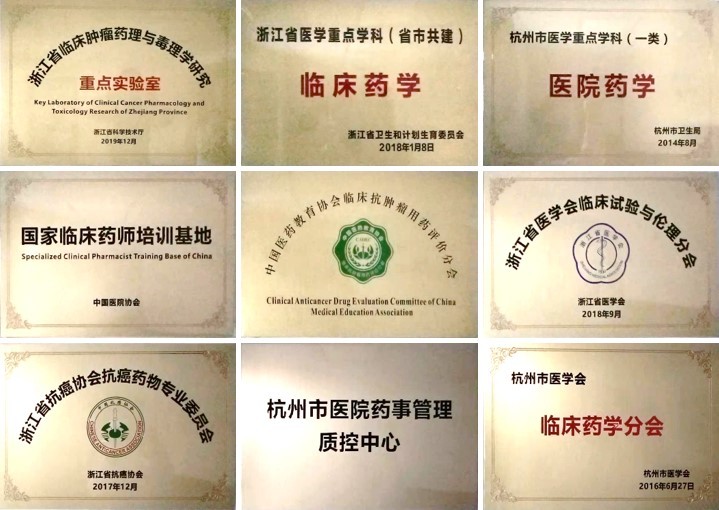 浙江省临床肿瘤药理与毒理学研究
重点实验室
Key Laboratory of Clinical Cancer Pharmacology and
Toxicology Research of Zhejiang Province
浙江省科学技术厅
2019年12月
浙江省医学重点学科（省市共建）
临床药学
浙江省卫生和计划生育委员会
2018年1月8日
杭州市医学重点学科（一类）
医院药学
杭州市卫生局
2014年8月
国家临床药师培训基地
Specialized Clinical Pharmacist Training Base of China
中国医院协会
中国医药教育协会临床抗肿瘤用药评价分会
Clinical Anticancer Drug Evaluation Committee of China
Medical Education Association
浙江省医学会临床试验与伦理分会
浙江省医学会
浙江省医学会
2018年9月
浙江省抗癌协会抗癌药物专业委员会
CHINESE ANTICANCER ASSOCIATION
浙江省抗癌协会
2017年12月
杭州市医院药事管理
质控中心
杭州市医学会
临床药学分会
杭州市医学会
2016年6月27日